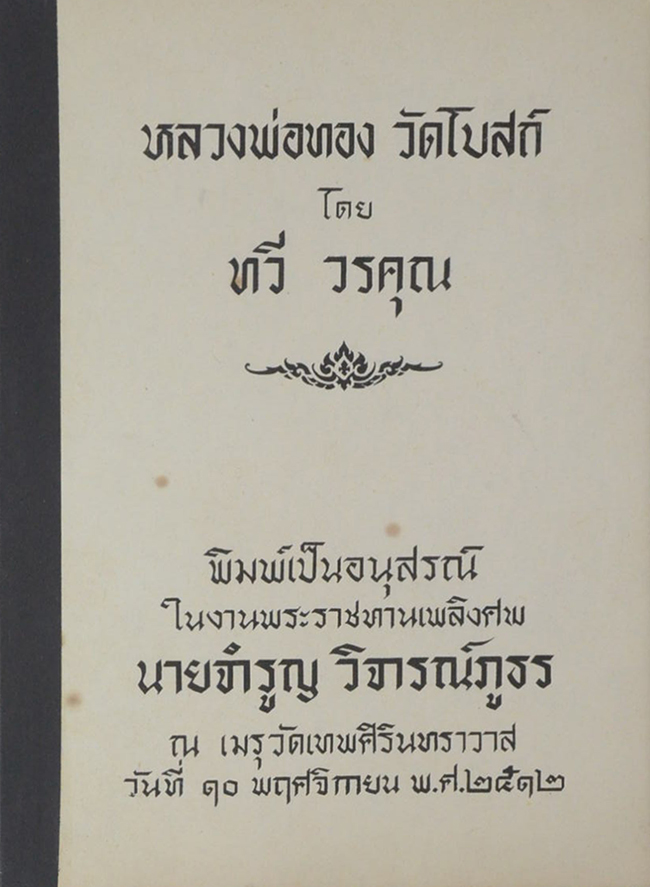 หลวงพ่อทอง วัดโบสถ์
โดย
ทวี วรคุณ
พิมพ์เป็นอนุสรณ์
ในงานพระราชทานเพลิงศพ
นายจำรูญ วิจารณ์ภูธร
ณ เมรุวัดเทพศิรินทราวาส
วันที่ ๑๐ พฤศจิกายน พ.ศ.๒๕๑๒